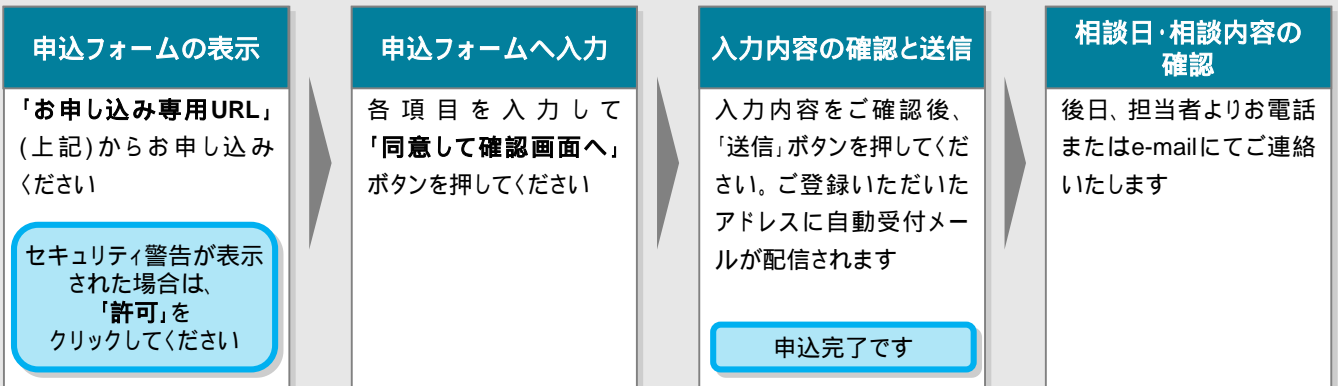 申込フォームの表示
「お申し込み専用URL」
(上記)からお申し込み
ください
セキュリティ警告が表示
された場合は、
「許可」を
クリックしてください
申込フォームへ入力
各項目を入力して
「同意して確認画面へ」
ボタンを押してください
入力内容の確認と送信
入力内容をご確認後、
「送信」ボタンを押してくだ
さい。ご登録いただいた
アドレスに自動受付メー
ルが配信されます
申込完了です
相談日・相談内容の
確認
後日、担当者よりお電話
またはe-mailにてご連絡
いたします